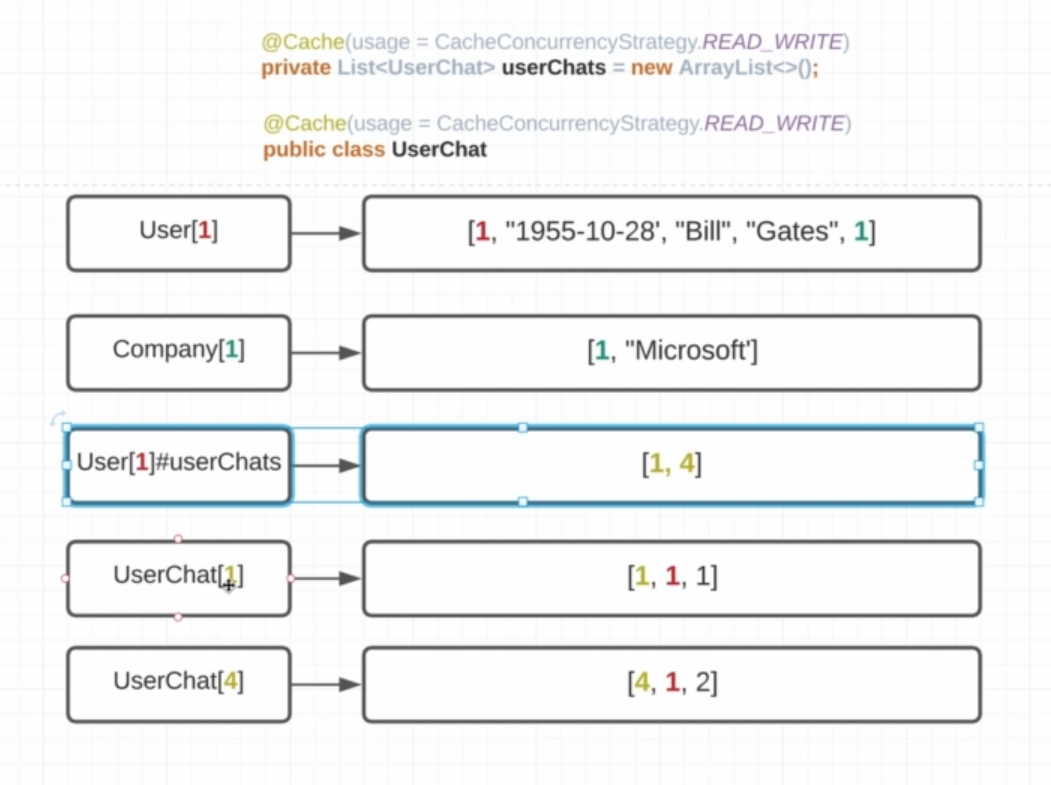 @Cache(usage = CacheConcurrencyStrategy.READ_WRITE)
private List<UserChat> userChats = new ArrayList<>();
@Cache(usage = CacheConcurrencyStrategy.READ_WRITE)
public class UserChat
User[1]
[1, "1955-10-28', "Bill", "Gates", 1]
Company[1]
[1, "Microsoft']
User[1]#userChats
[1, 4]
UserChat[1]
[1, 1, 1]
UserChat[4]
[4, 1, 2]